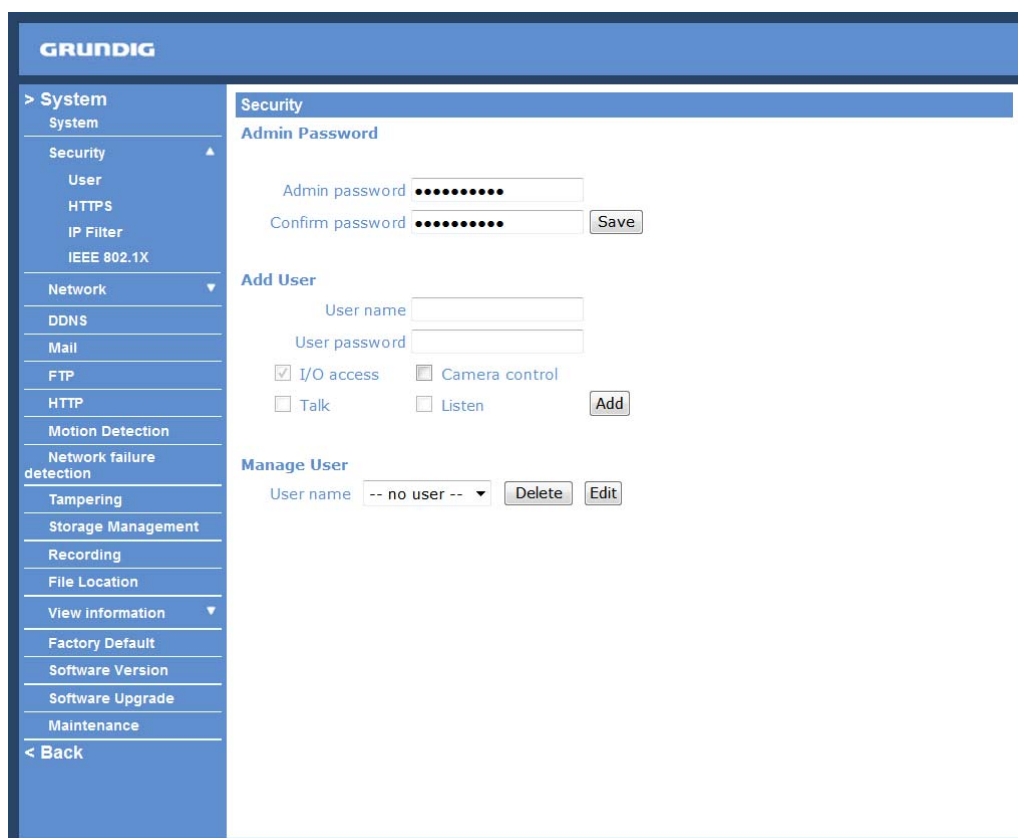 GRUNDIG
> System
System
Security
User
HTTPS
IP Filter
IEEE 802.1X
Network
DDNS
Mail
FTP
HTTP
Motion Detection
Network failure
detection
Tampering
Storage Management
Recording
File Location
View information
Factory Default
Software Version
Software Upgrade
Maintenance
< Back
Security
Admin Password
Admin password ••••••••••
Confirm password •••••••••• Save
Add User
User name
User password
I/O access Camera control
Talk Listen Add
Manage User
User name -- no user -- Delete Edit